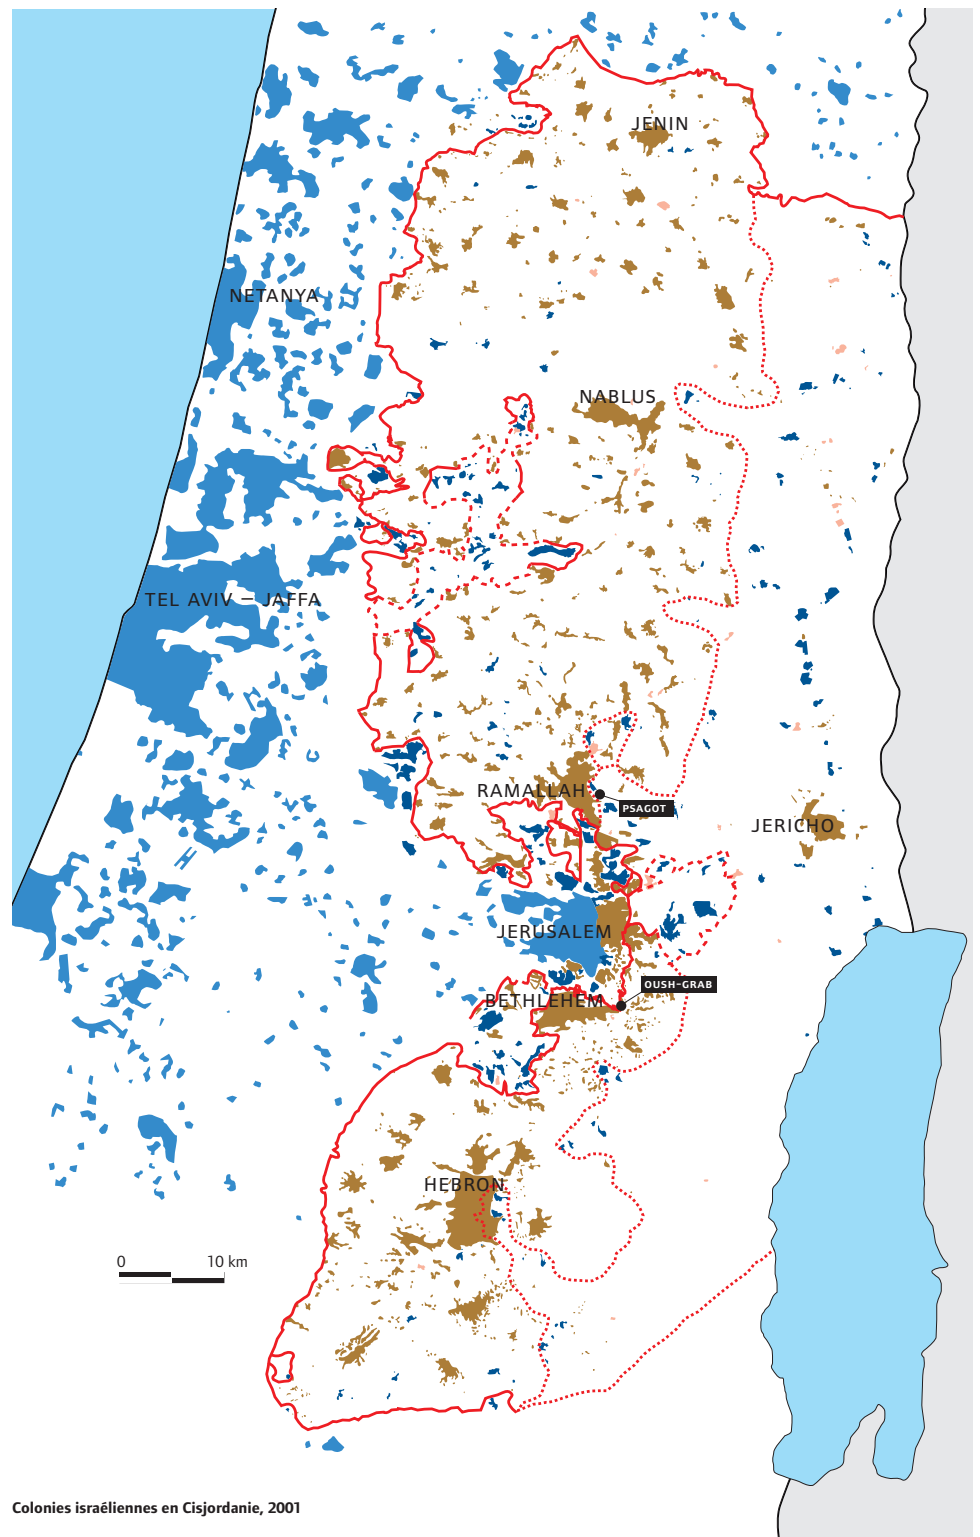 JENIN
NETANYA
NABLUS
TEL AVIV – JAFFA
RAMALLAH
PSAGOT
JERICHO
JERUSALEM
OUSH-GRAB
BETHLEHEM
HEBRON
0 10 km
Colonies israéliennes en Cisjordanie, 2001